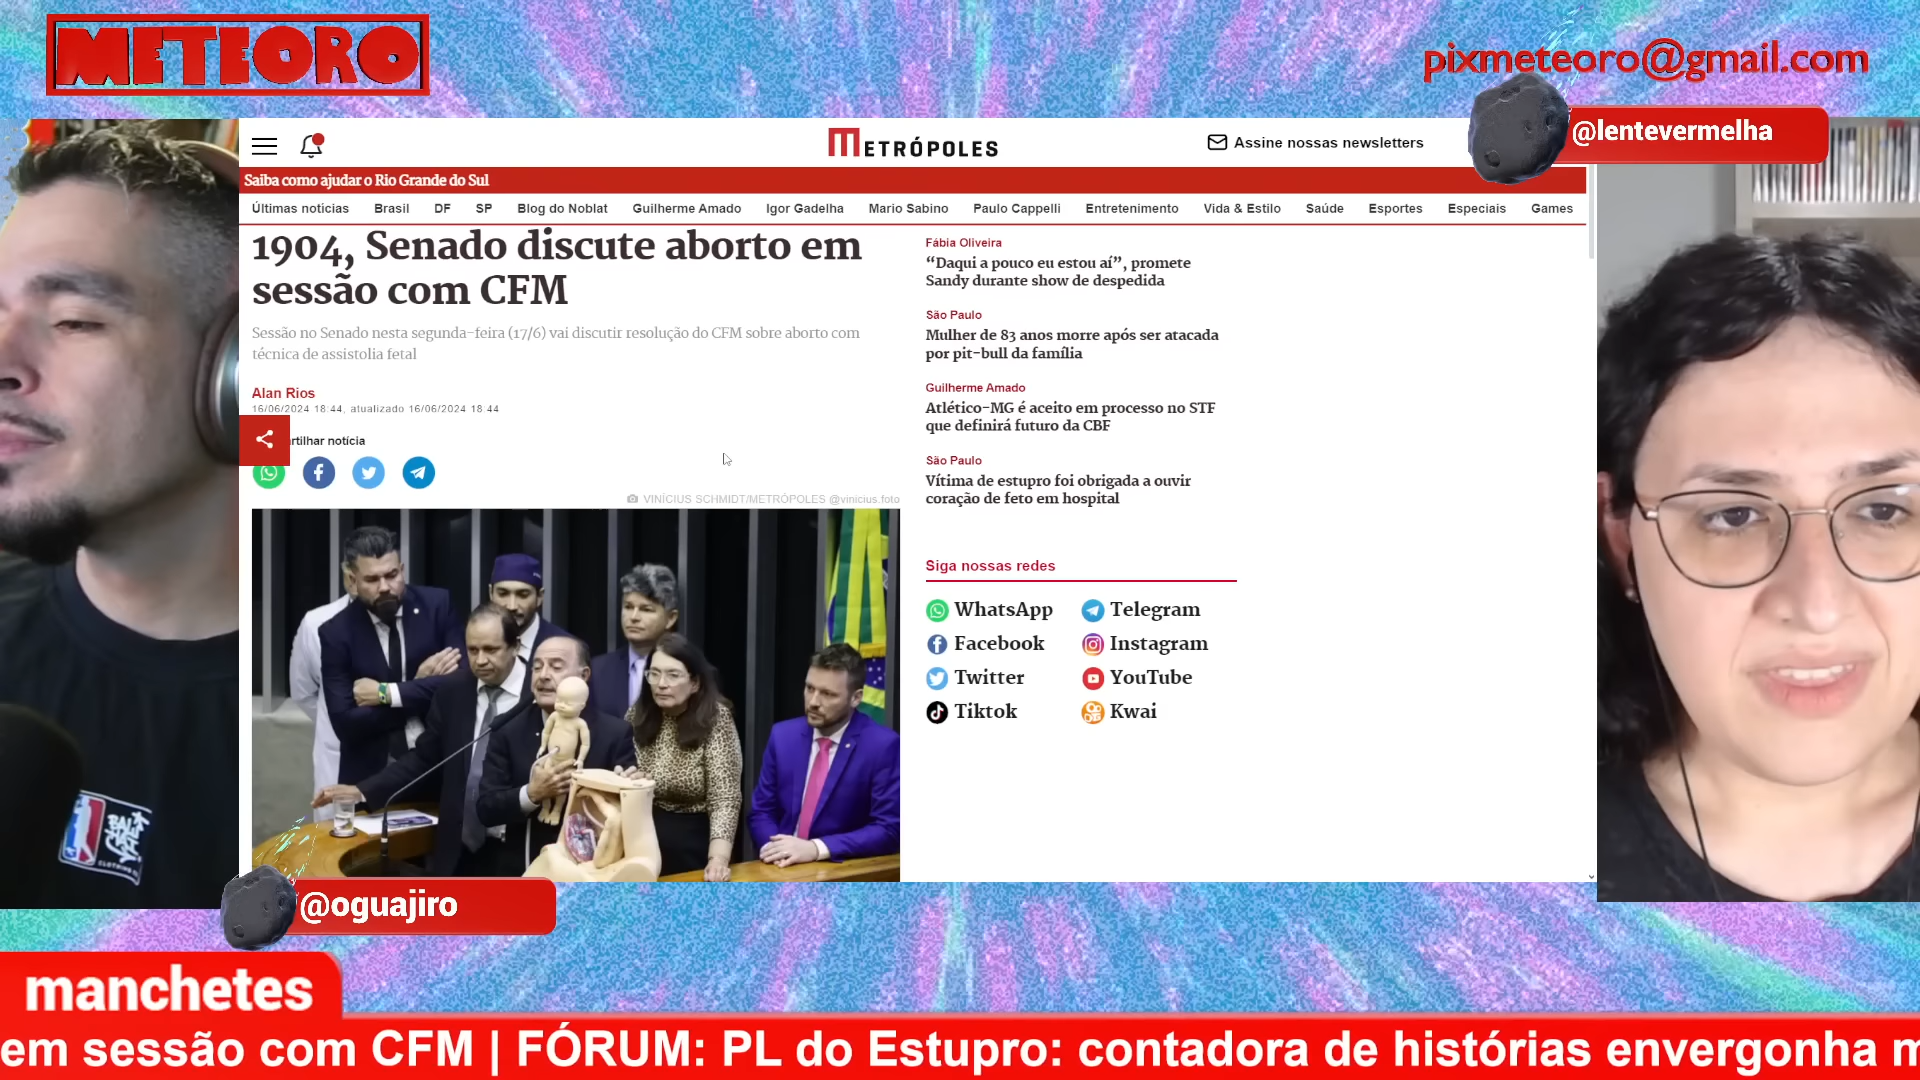 METEORO
pixmeteoro@gmail.com
@lentevermelha
METRÓPOLES
Assine nossas newsletters
Saiba como ajudar o Rio Grande do Sul
Últimas notícias Brasil DF SP Blog do Noblat Guilherme Amado Igor Gadelha Mario Sabino Paulo Cappelli Entretenimento Vida & Estilo Saúde Esportes Especiais Games
1904, Senado discute aborto em
sessão com CFM
Sessão no Senado nesta segunda-feira (17/6) vai discutir resolução do CFM sobre aborto com
técnica de assistolia fetal
Alan Rios
16/06/2024 18:44, atualizado 16/06/2024 18:44
artilhar notícia
VINÍCIUS SCHMIDT/METRÓPOLES @vinicius.foto
Fábia Oliveira
“Daqui a pouco eu estou aí”, promete
Sandy durante show de despedida
São Paulo
Mulher de 83 anos morre após ser atacada
por pit-bull da família
Guilherme Amado
Atlético-MG é aceito em processo no STF
que definirá futuro da CBF
São Paulo
Vítima de estupro foi obrigada a ouvir
coração de feto em hospital
Siga nossas redes
WhatsApp Telegram
Facebook Instagram
Twitter YouTube
Tiktok Kwai
@oguajiro
manchetes
em sessão com CFM | FÓRUM: PL do Estupro: contadora de histórias envergonha m